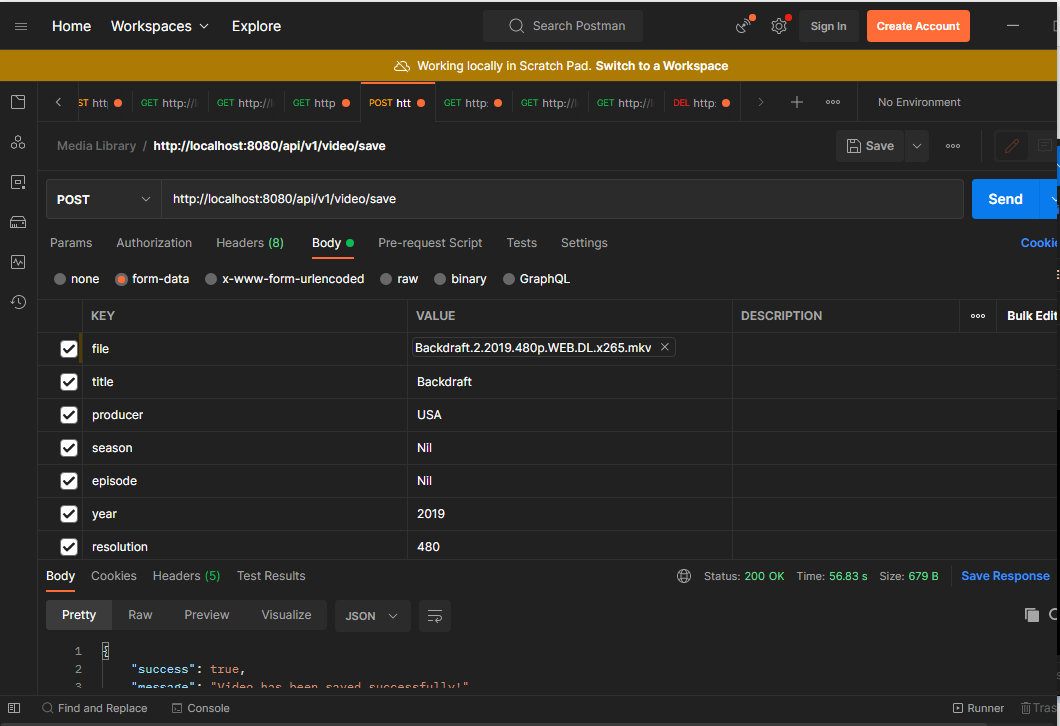 Home Workspaces Explore Search Postman Sign In Create Account
Working locally in Scratch Pad. Switch to a Workspace
ST htt GET http:// GET http:// GET http POST htt GET http: GET http:// GET http:// DEL http: No Environment
Media Library / http://localhost:8080/api/v1/video/save Save
POST http://localhost:8080/api/v1/video/save Send
Params Authorization Headers (8) Body Pre-request Script Tests Settings Cookie
none form-data x-www-form-urlencoded raw binary GraphQL
KEY VALUE DESCRIPTION Bulk Edit
file Backdraft.2.2019.480p.WEB.DL.x265.mkv
title Backdraft
producer USA
season Nil
episode Nil
year 2019
resolution 480
Body Cookies Headers (5) Test Results Status: 200 OK Time: 56.83 s Size: 679 B Save Response
Pretty Raw Preview Visualize JSON
1 {
2 "success": true,
3 "message": "Video has been saved successfully!"
Find and Replace Console Runner Tras